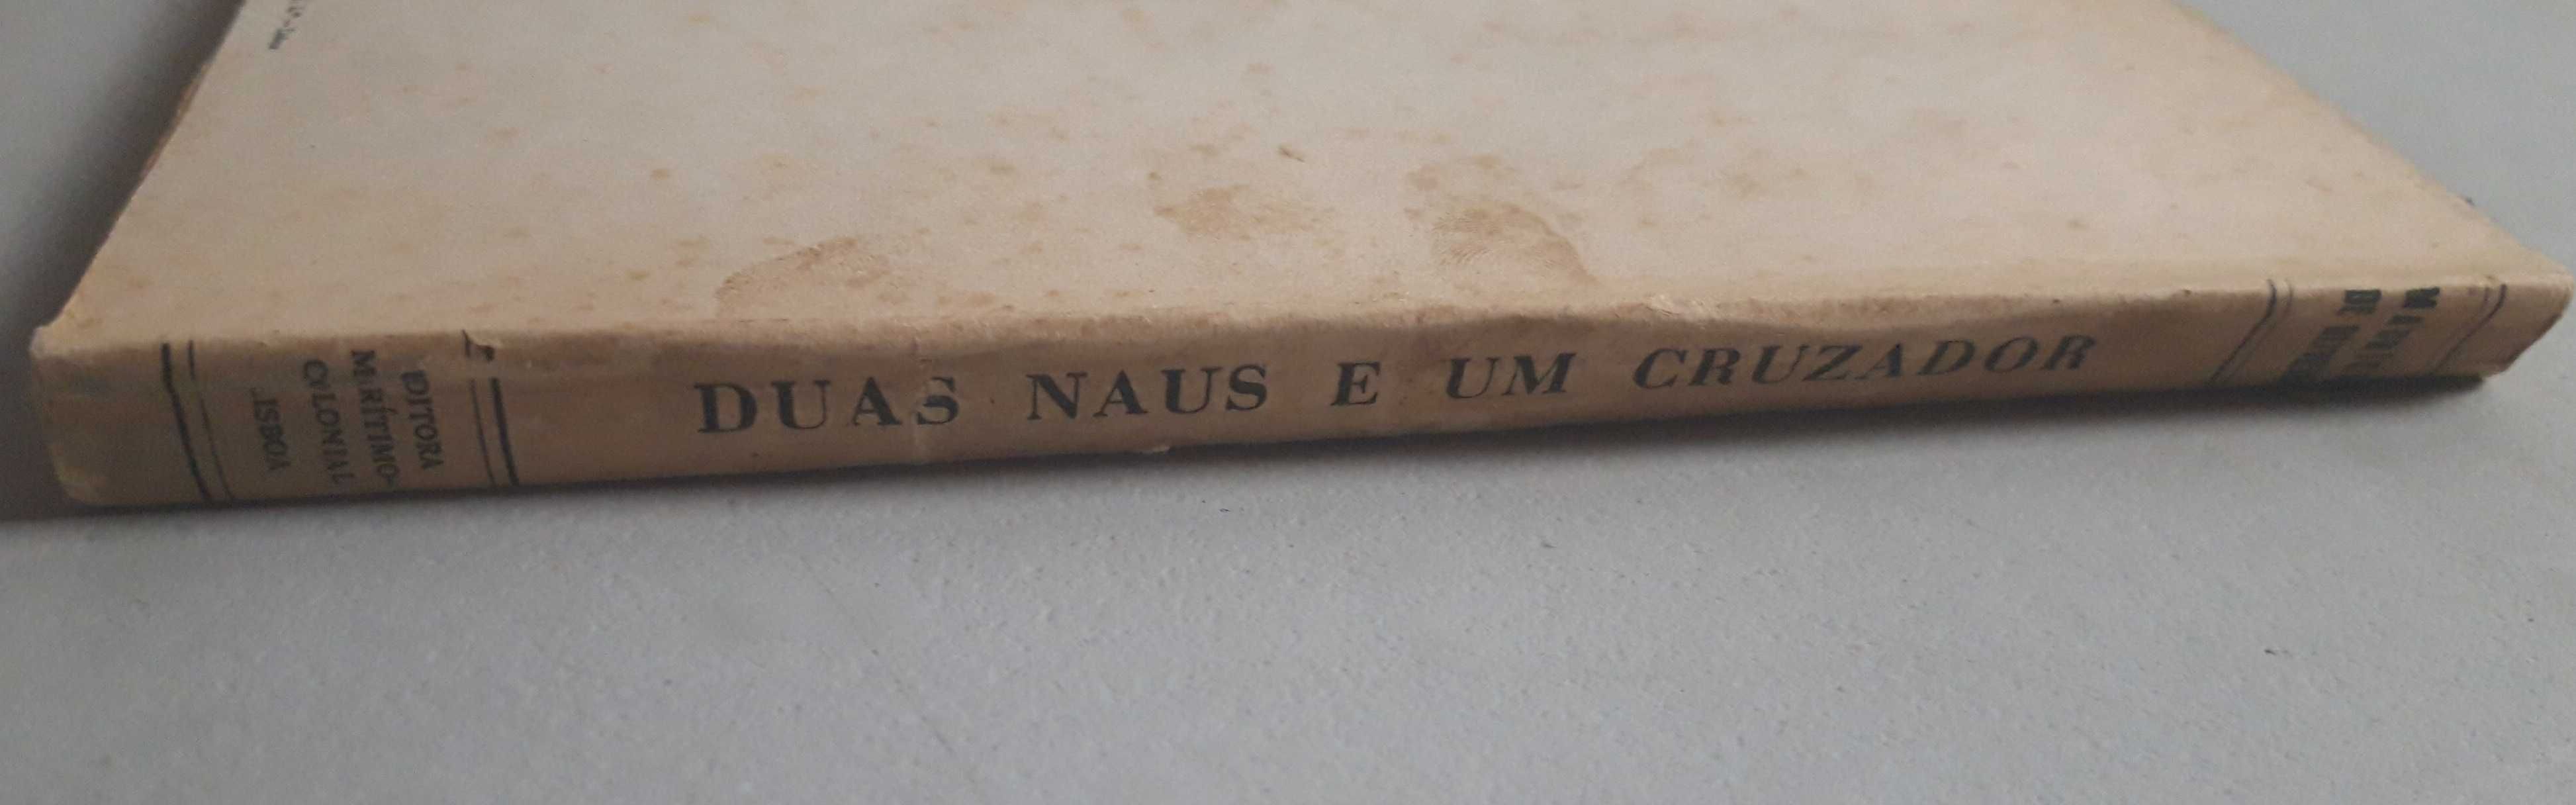 DUAS NAUS E UM CRUZADOR
EDITORA
MARÍTIMO-
COLONIAL
LISBOA